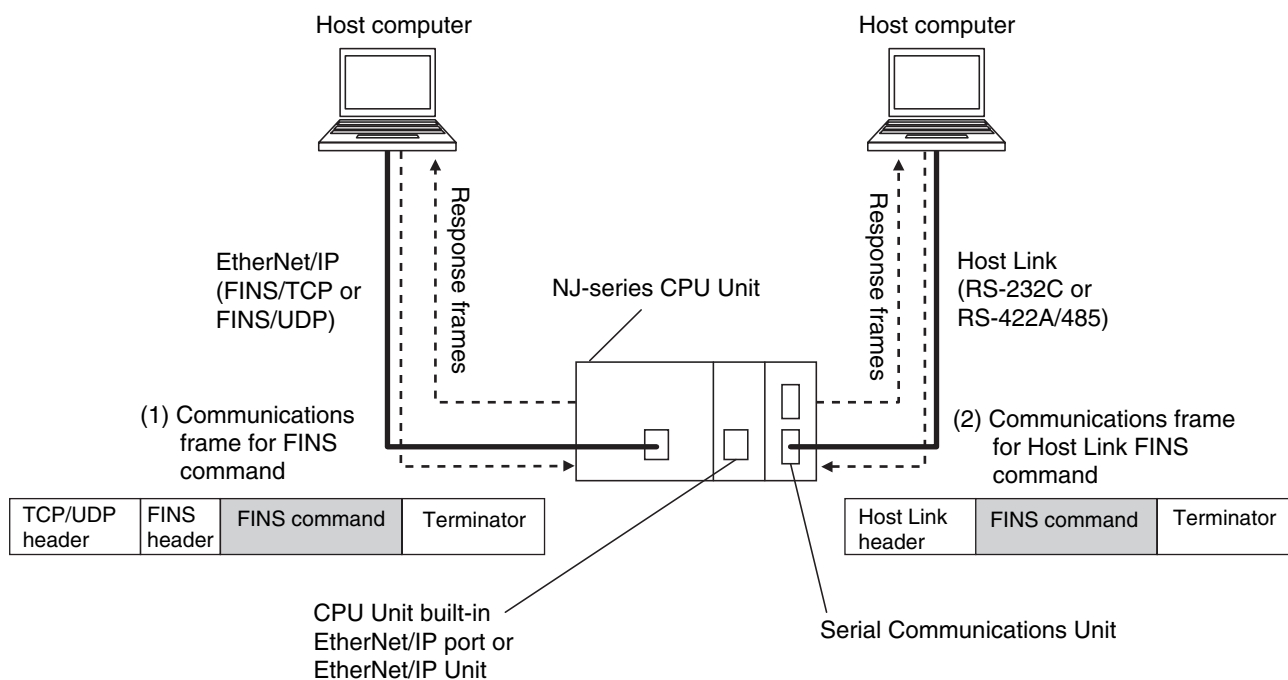 Host computer
Host computer
Response frames
Response frames
EtherNet/IP
(FINS/TCP or
FINS/UDP)
NJ-series CPU Unit
Host Link
(RS-232C or
RS-422A/485)
(1) Communications
frame for FINS
command
(2) Communications frame
for Host Link FINS
command
TCP/UDP
header
FINS
header
FINS command
Terminator
Host Link
header
FINS command
Terminator
CPU Unit built-in
EtherNet/IP port or
EtherNet/IP Unit
Serial Communications Unit